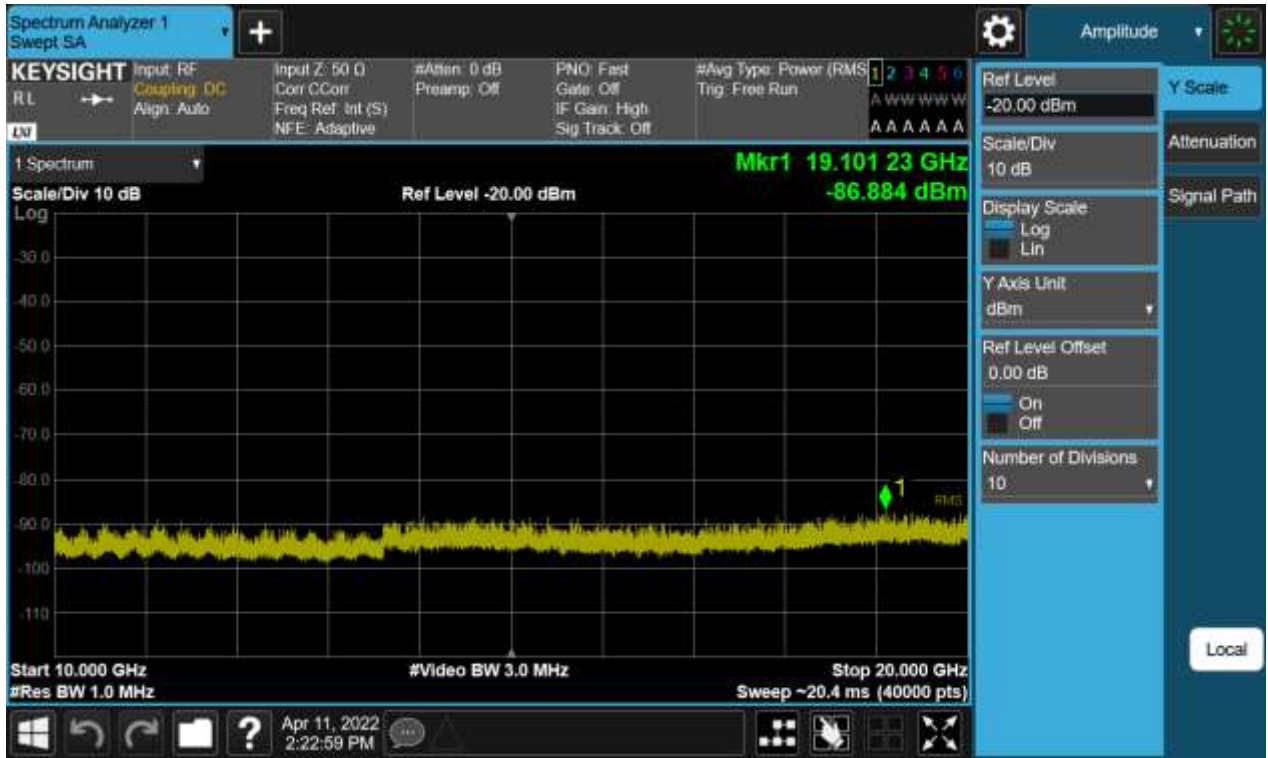 Spectrum Analyzer 1
Swept SA
+
Amplitude
KEYSIGHT
RL
LXI
Input: RF
Coupling: DC
Align: Auto
Input Z: 50 Ω
Corr CCorr
Freq Ref: Int (S)
NFE: Adaptive
#Atten: 0 dB
Preamp: Off
PNO: Fast
Gate: Off
IF Gain: High
Sig Track: Off
#Avg Type: Power (RMS
Trig: Free Run
1 2 3 4 5 6
A W W W W W
A A A A A A
1 Spectrum
Scale/Div 10 dB
Ref Level -20.00 dBm
Mkr1 19.101 23 GHz
-86.884 dBm
Log
-30.0
-40.0
-50.0
-60.0
-70.0
-80.0
-90.0
-100
-110
1
RMS
Start 10.000 GHz
#Res BW 1.0 MHz
#Video BW 3.0 MHz
Stop 20.000 GHz
Sweep ~20.4 ms (40000 pts)
Ref Level
-20.00 dBm
Scale/Div
10 dB
Display Scale
Log
Lin
Y Axis Unit
dBm
Ref Level Offset
0.00 dB
On
Off
Number of Divisions
10
Y Scale
Attenuation
Signal Path
Local
?
Apr 11, 2022
2:22:59 PM